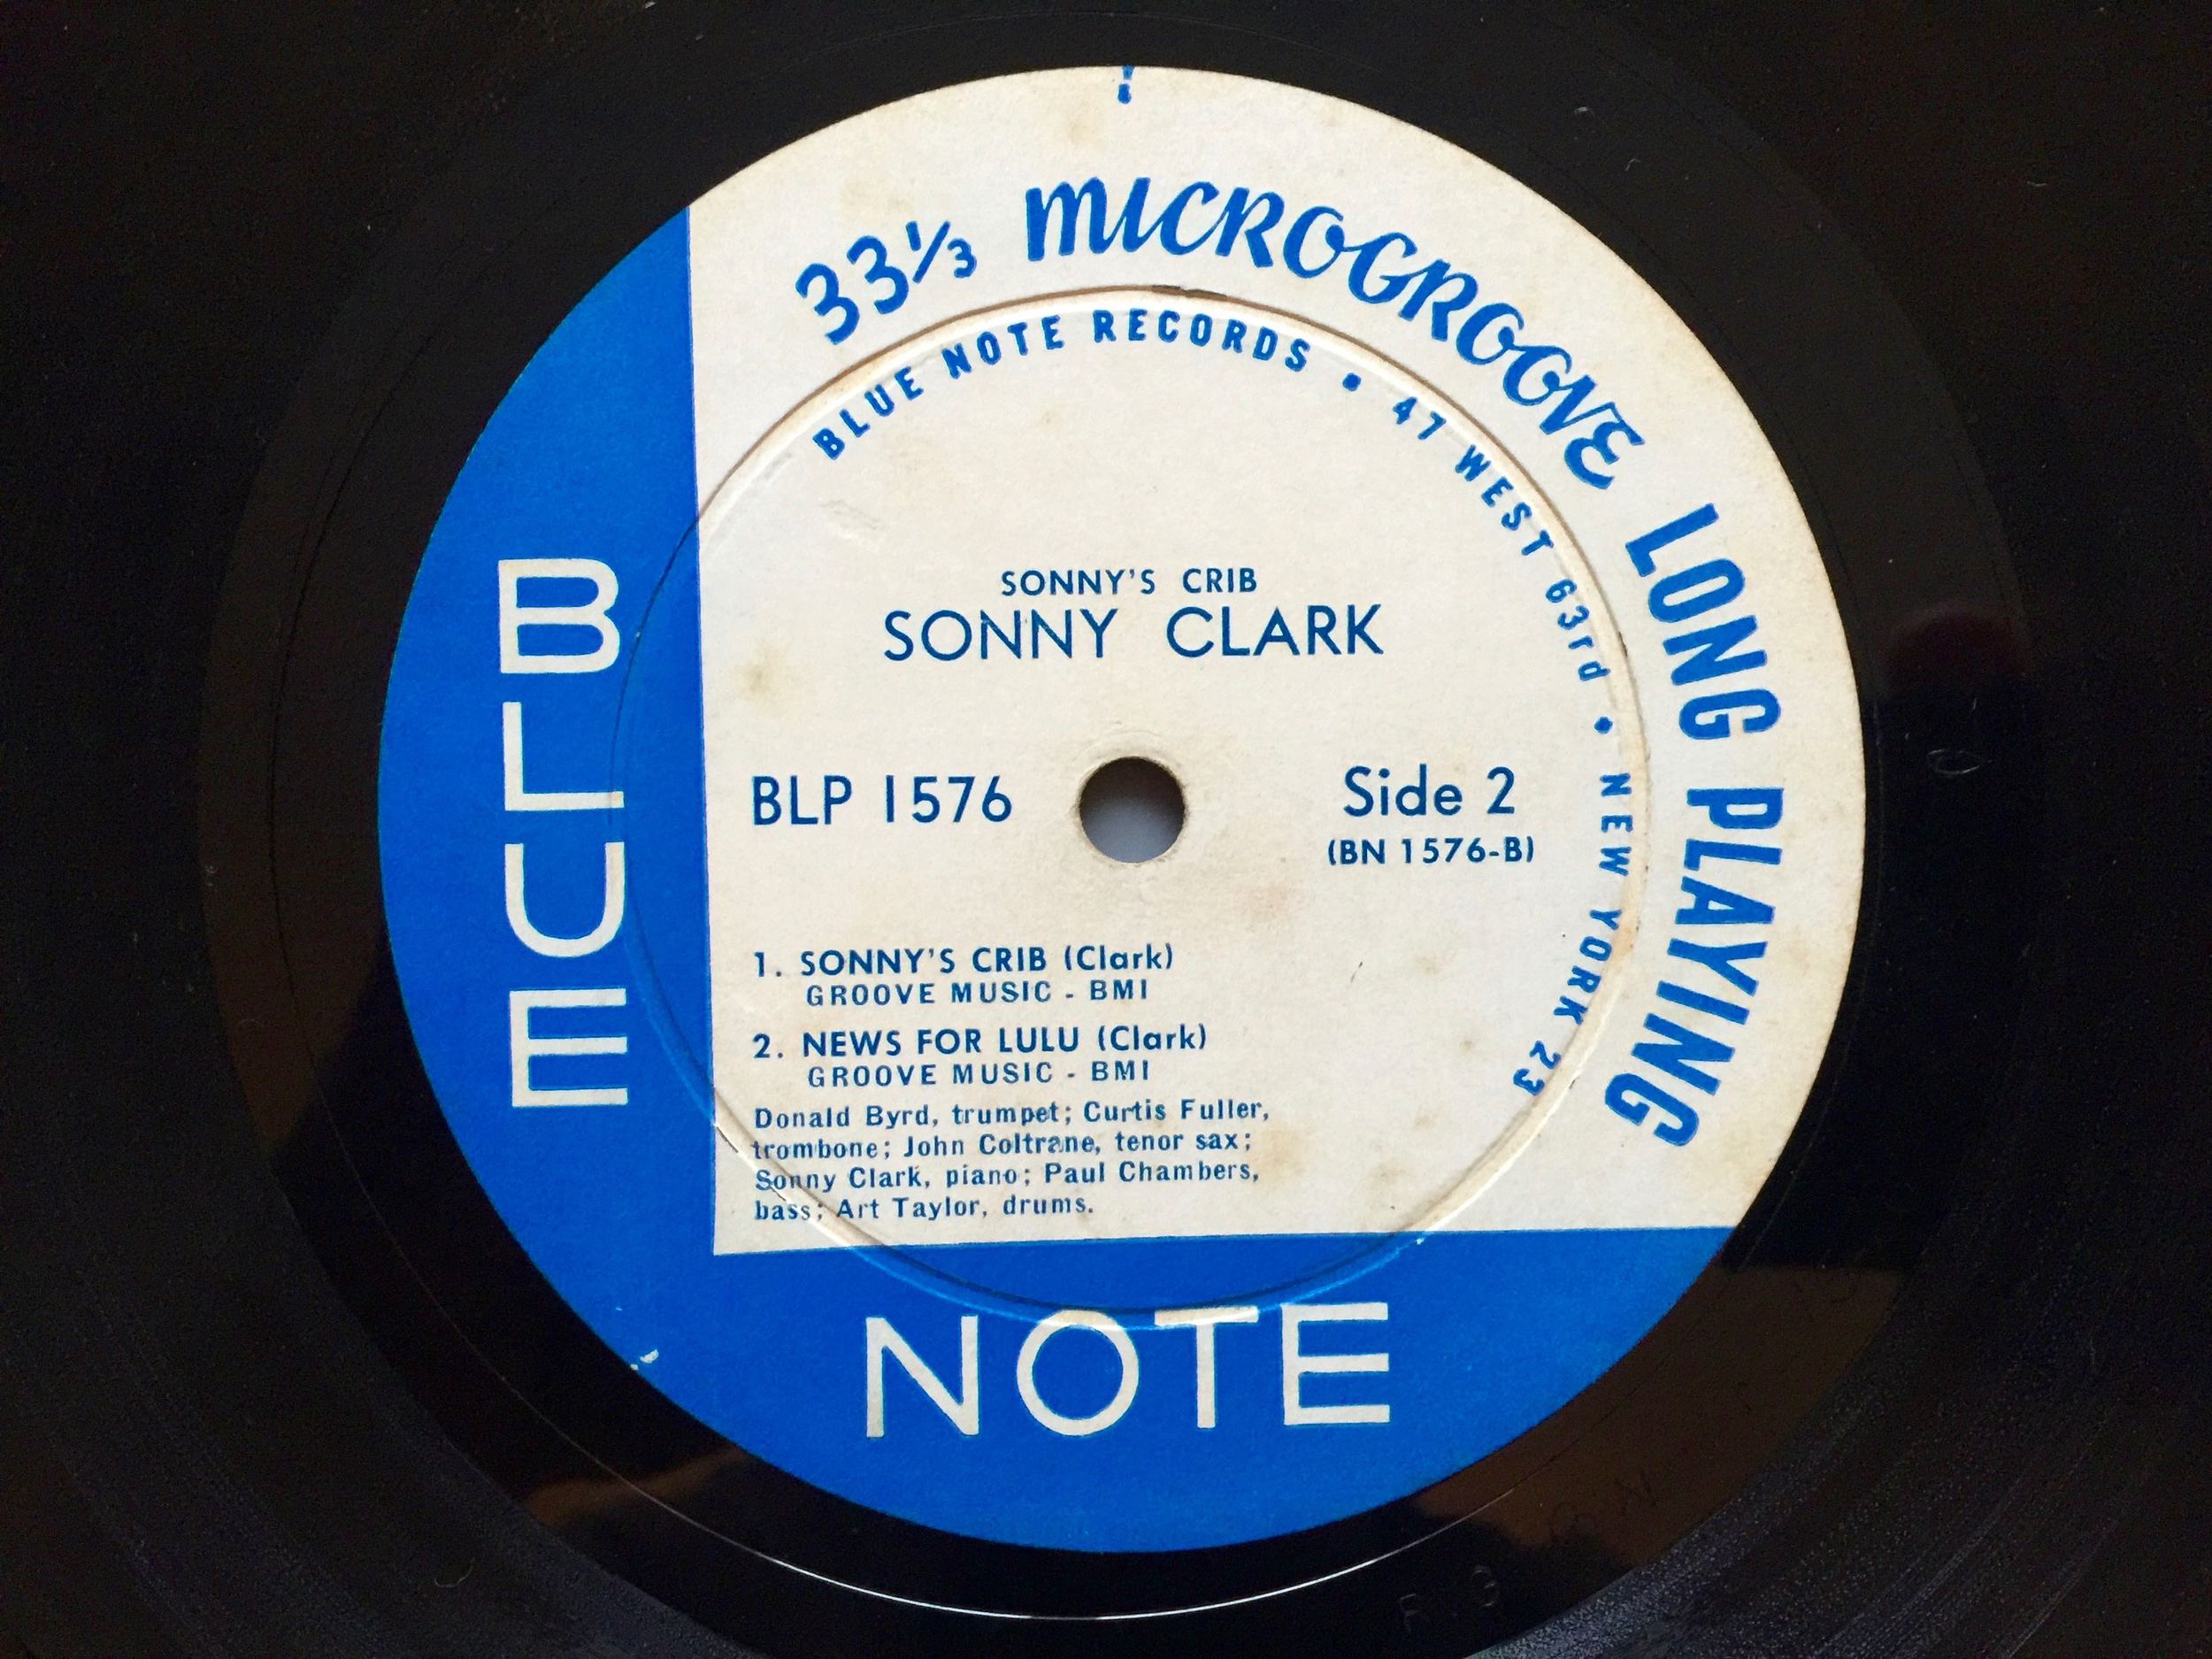 33⅓ MICROGROOVE LONG PLAYING
BLUE NOTE RECORDS • 47 WEST 63rd • NEW YORK 23
SONNY'S CRIB
SONNY CLARK
BLP 1576
Side 2
(BN 1576-B)
1. SONNY'S CRIB (Clark)
GROOVE MUSIC - BMI
2. NEWS FOR LULU (Clark)
GROOVE MUSIC - BMI
Donald Byrd, trumpet; Curtis Fuller,
trombone; John Coltrane, tenor sax;
Sonny Clark, piano; Paul Chambers,
bass; Art Taylor, drums.
BLUE
NOTE